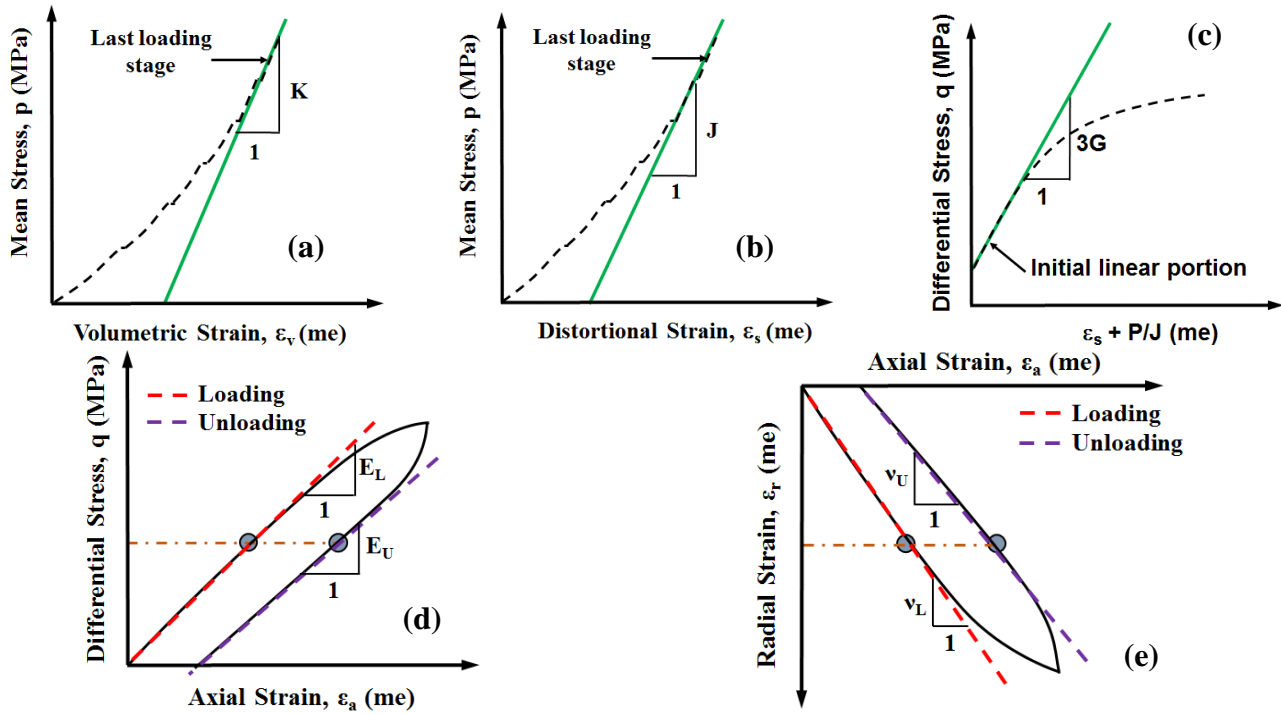 Mean Stress, p (MPa)
Last loading
stage
K
1
(a)
Volumetric Strain, εv (me)
Mean Stress, p (MPa)
Last loading
stage
J
1
(b)
Distortional Strain, εs (me)
Differential Stress, q (MPa)
(c)
3G
1
Initial linear portion
εs + P/J (me)
Differential Stress, q (MPa)
Loading
Unloading
EL
1
EU
1
(d)
Axial Strain, εa (me)
Axial Strain, εa (me)
Radial Strain, εr (me)
Loading
Unloading
νU
1
νL
1
(e)